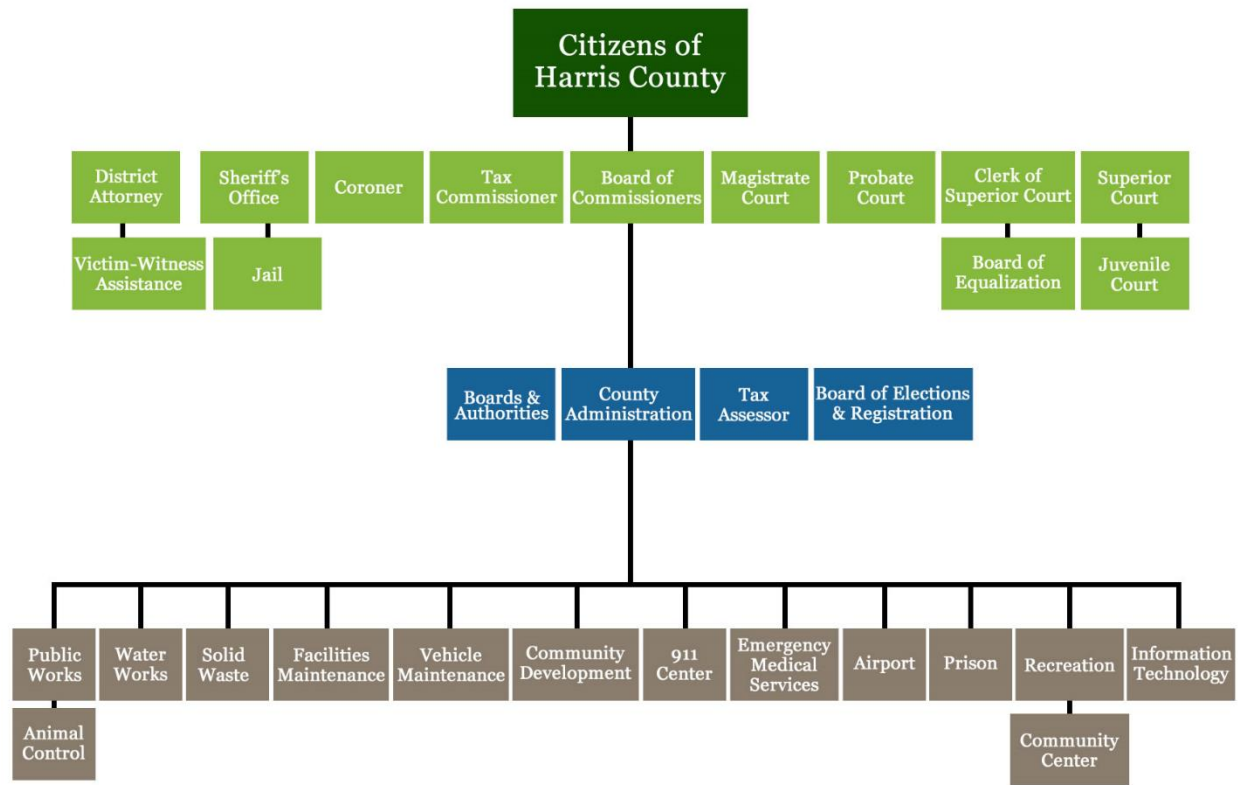 Citizens of
Harris County
District
Attorney
Sheriff's
Office
Coroner
Tax
Commissioner
Board of
Commissioners
Magistrate
Court
Probate
Court
Clerk of
Superior Court
Superior
Court
Victim-Witness
Assistance
Jail
Board of
Equalization
Juvenile
Court
Boards &
Authorities
County
Administration
Tax
Assessor
Board of Elections
& Registration
Public
Works
Water
Works
Solid
Waste
Facilities
Maintenance
Vehicle
Maintenance
Community
Development
911
Center
Emergency
Medical
Services
Airport
Prison
Recreation
Information
Technology
Animal
Control
Community
Center